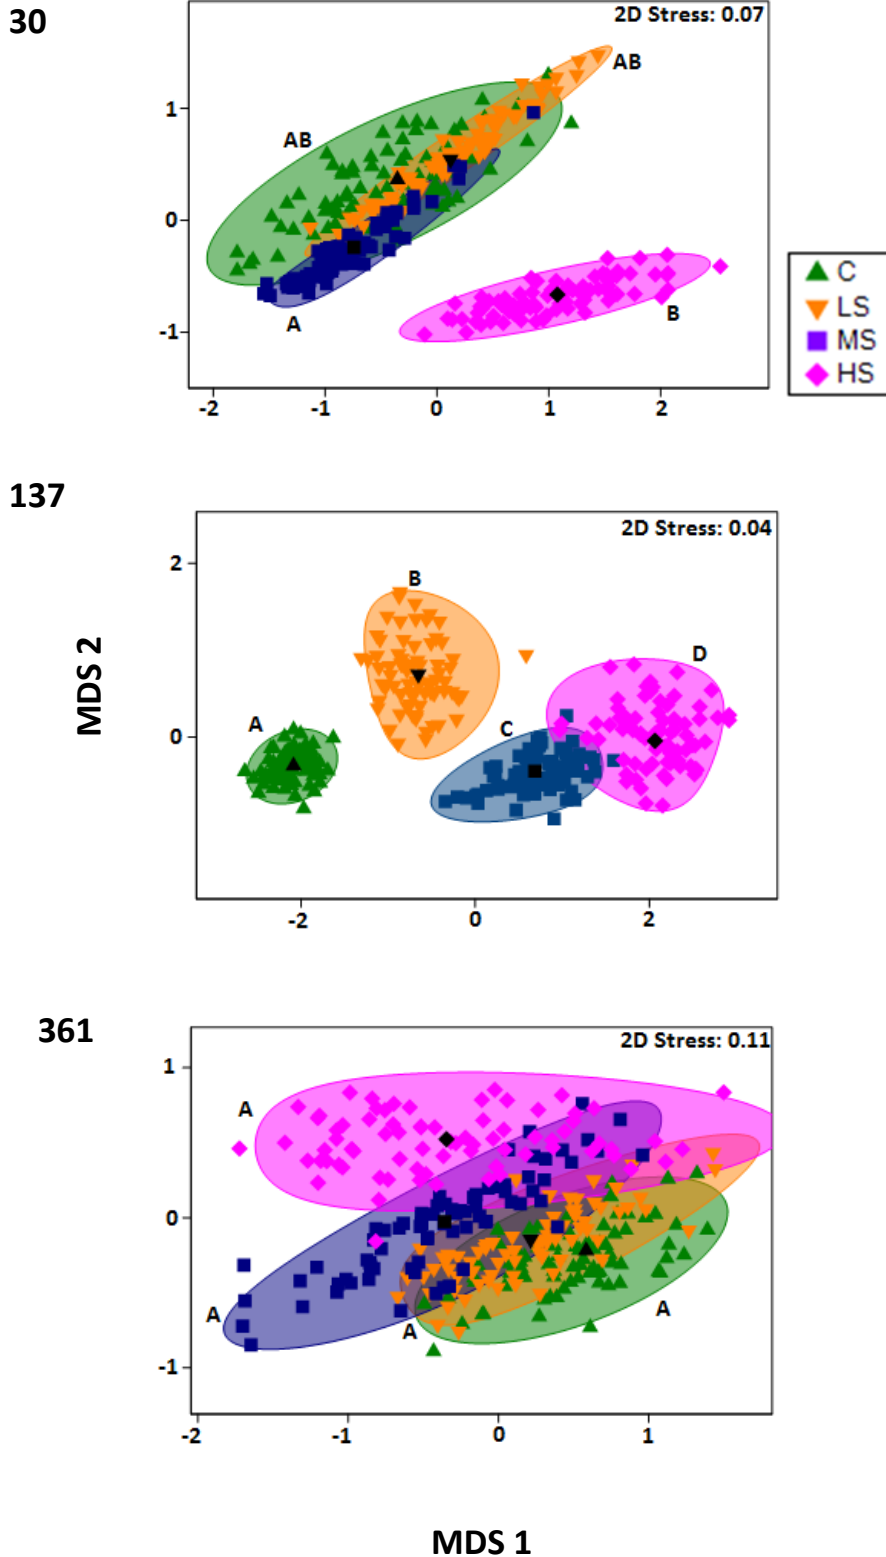 30
2D Stress: 0.07
AB
AB
1
0
-1
A
B
-2 -1 0 1 2
C
LS
MS
HS
137
2D Stress: 0.04
2
B
D
A
C
0
MDS 2
-2 0 2
361
2D Stress: 0.11
1
A
0
A
A
A
-1
-2 -1 0 1
MDS 1